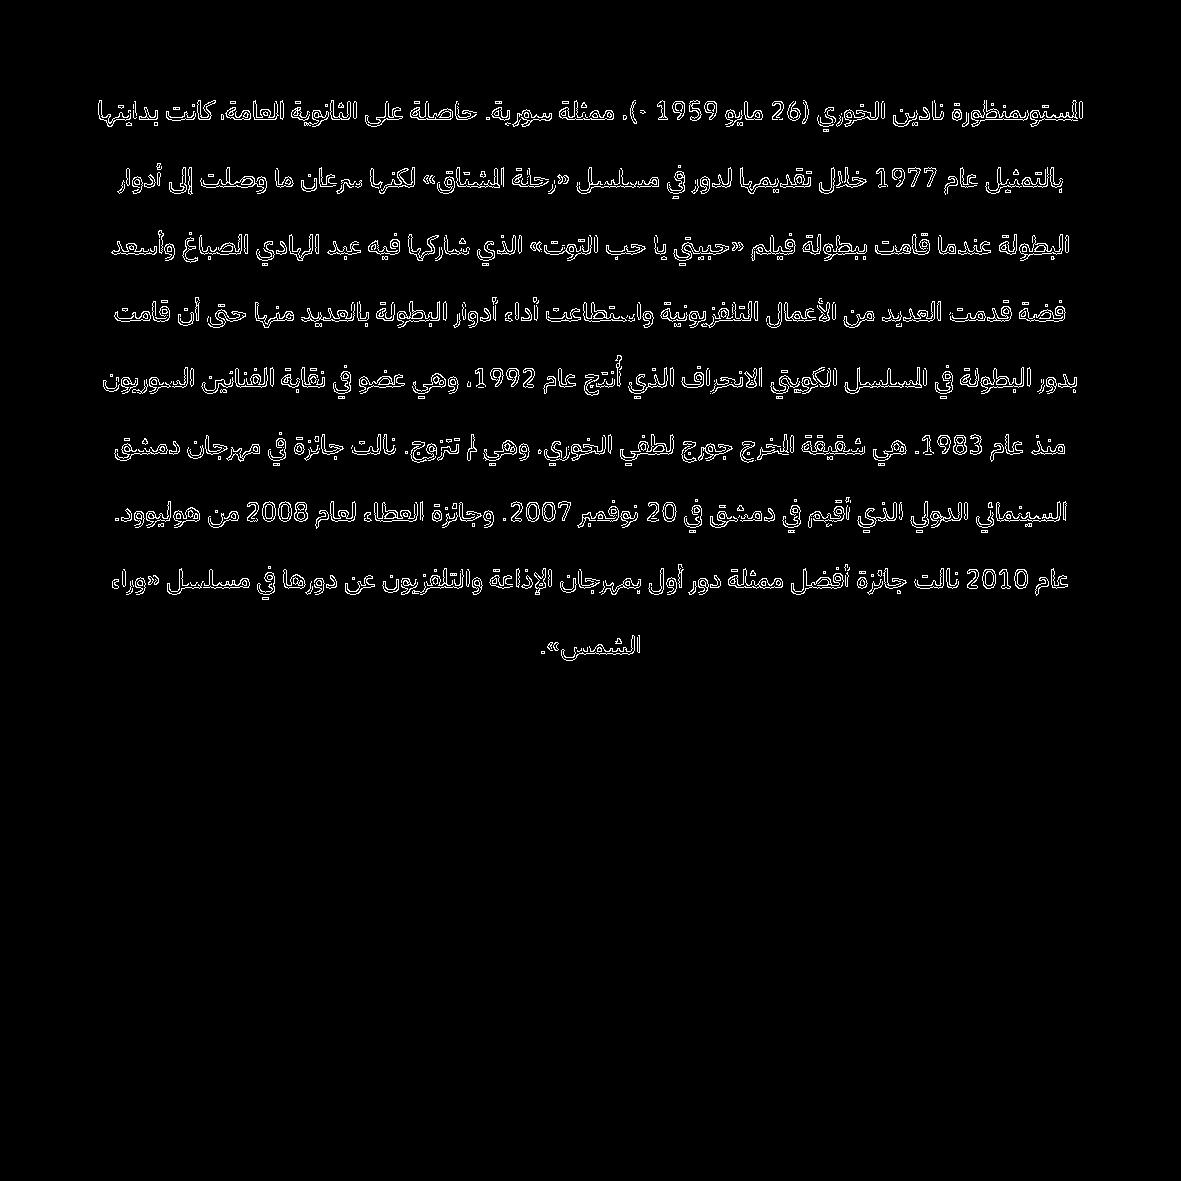 المستوىمنظورة نادين الخوري (26 مايو 1959 -). ممثلة سورية. حاصلة على الثانوية العامة، كانت بدايتها
بالتمثيل عام 1977 خلال تقديمها لدور في مسلسل «رحلة المشتاق» لكنها سرعان ما وصلت إلى أدوار
البطولة عندما قامت ببطولة فيلم «حبيبتي يا حب التوت» الذي شاركها فيه عبد الهادي الصباغ وأسعد
فضة قدمت العديد من الأعمال التلفزيونية واستطاعت أداء أدوار البطولة بالعديد منها حتى أن قامت
بدور البطولة في المسلسل الكويتي الانحراف الذي أُنتج عام 1992، وهي عضو في نقابة الفنانين السوريون
منذ عام 1983. هي شقيقة المخرج جورج لطفي الخوري، وهي لم تتزوج. نالت جائزة في مهرجان دمشق
السينمائي الدولي الذي أقيم في دمشق في 20 نوفمبر 2007. وجائزة العطاء لعام 2008 من هوليوود.
عام 2010 نالت جائزة أفضل ممثلة دور أول بمهرجان الإذاعة والتلفزيون عن دورها في مسلسل «وراء
الشمس».